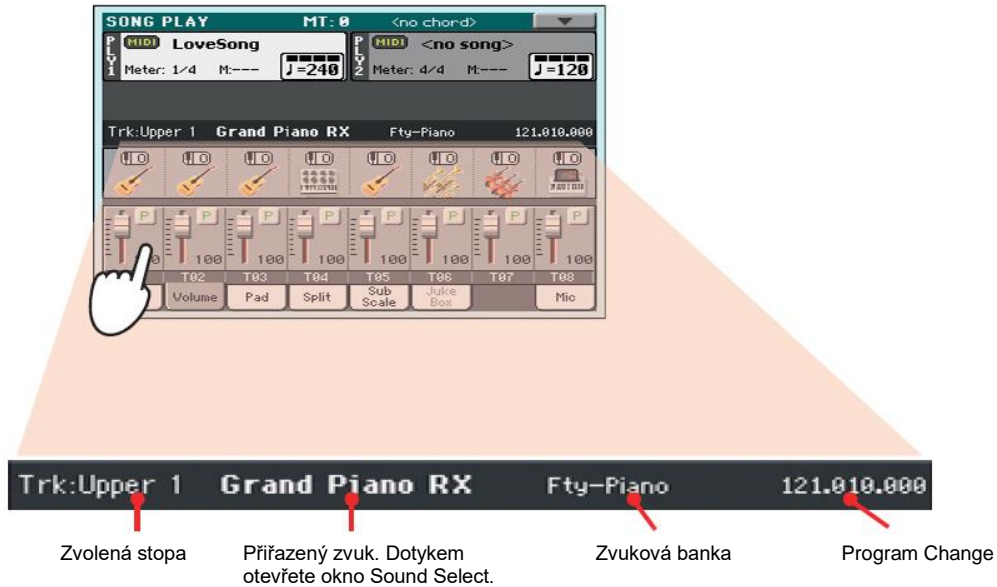 SONG PLAY MT: 0 <no chord>
PLY1 MIDI LoveSong PLY2 MIDI <no song>
Meter: 1/4 M:--- ♩=240 Meter: 4/4 M:--- ♩=120
Trk:Upper 1 Grand Piano RX Fty-Piano 121.010.000
P P P P P P P P
0 100 100 100 100 100 100 100
T02 T03 T04 T05 T06 T07 T08
Volume Pad Split Sub Scale Juke Box Mic
Trk:Upper 1 Grand Piano RX Fty-Piano 121.010.000
Zvolená stopa Přiřazený zvuk. Dotykem Zvuková banka Program Change
otevřete okno Sound Select.